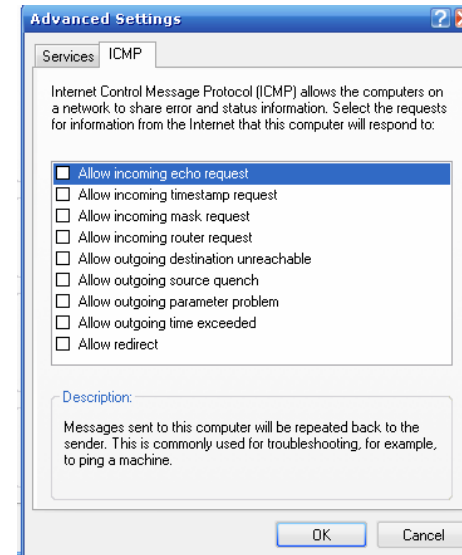 Advanced Settings
Services ICMP
Internet Control Message Protocol (ICMP) allows the computers on
a network to share error and status information. Select the requests
for information from the Internet that this computer will respond to:
Allow incoming echo request
Allow incoming timestamp request
Allow incoming mask request
Allow incoming router request
Allow outgoing destination unreachable
Allow outgoing source quench
Allow outgoing parameter problem
Allow outgoing time exceeded
Allow redirect
Description:
Messages sent to this computer will be repeated back to the
sender. This is commonly used for troubleshooting, for example,
to ping a machine.
OK Cancel